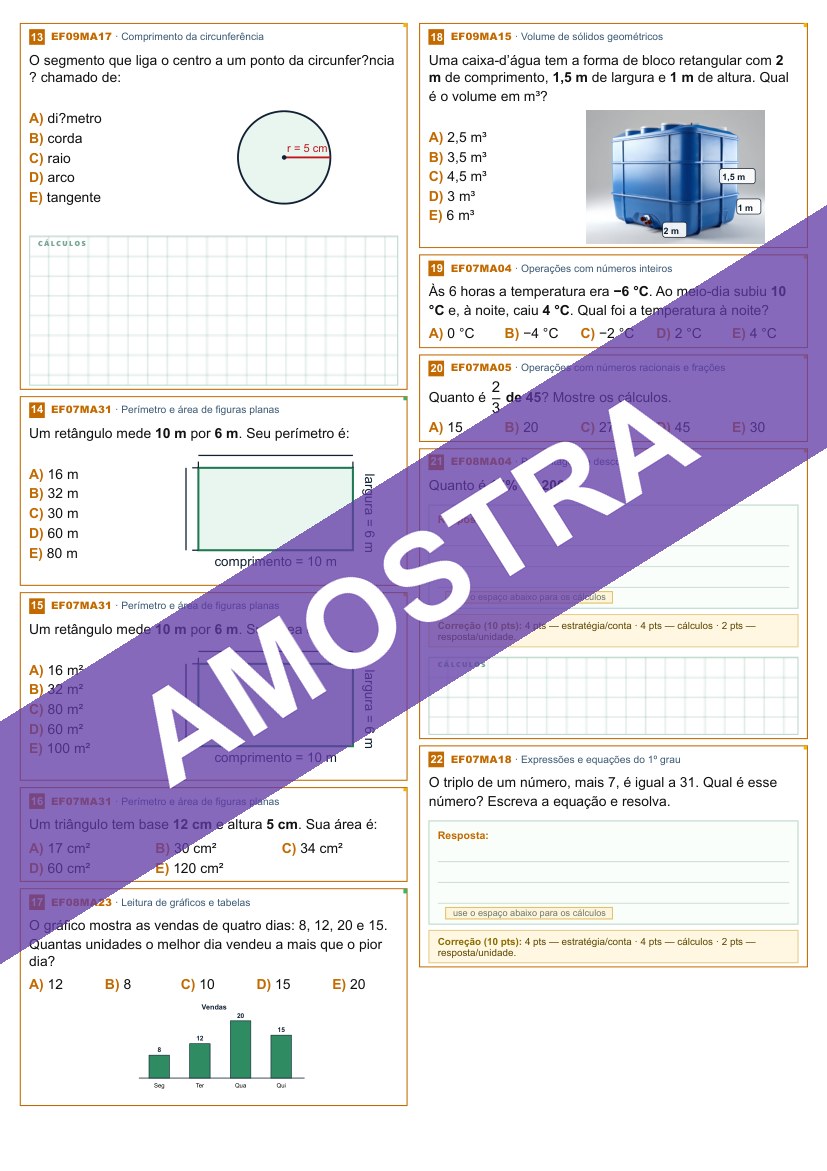 13 EF09MA17 · Comprimento da circunferência
O segmento que liga o centro a um ponto da circunfer?ncia
? chamado de:
A) di?metro
B) corda
C) raio
D) arco
E) tangente
r = 5 cm
CÁLCULOS
14 EF07MA31 · Perímetro e área de figuras planas
Um retângulo mede 10 m por 6 m. Seu perímetro é:
A) 16 m
B) 32 m
C) 30 m
D) 60 m
E) 80 m
largura = 6 m
comprimento = 10 m
15 EF07MA31 · Perímetro e área de figuras planas
Um retângulo mede 10 m por 6 m.
A) 16 m²
B) 32 m²
C) 80 m²
D) 60 m²
E) 100 m²
largura = 6 m
comprimento = 10 m
16 EF07MA31 · Perímetro e área de figuras planas
Um triângulo tem base 12 cm e altura 5 cm. Sua área é:
A) 17 cm² B) 30 cm² C) 34 cm²
D) 60 cm² E) 120 cm²
17 EF08MA23 · Leitura de gráficos e tabelas
O gráfico mostra as vendas de quatro dias: 8, 12, 20 e 15.
Quantas unidades o melhor dia vendeu a mais que o pior
dia?
A) 12 B) 8 C) 10 D) 15 E) 20
Vendas
8 12 20 15
Seg Ter Qua Qui
18 EF09MA15 · Volume de sólidos geométricos
Uma caixa-d’água tem a forma de bloco retangular com 2
m de comprimento, 1,5 m de largura e 1 m de altura. Qual
é o volume em m³?
A) 2,5 m³
B) 3,5 m³
C) 4,5 m³
D) 3 m³
E) 6 m³
1,5 m
1 m
2 m
19 EF07MA04 · Operações com números inteiros
Às 6 horas a temperatura era −6 °C. Ao meio-dia subiu 10
°C e, à noite, caiu 4 °C. Qual foi a temperatura à noite?
A) 0 °C B) −4 °C C) −2 °C D) 2 °C E) 4 °C
20 EF07MA05 · Operações com números racionais e frações
Quanto é 2/3 de 45? Mostre os cálculos.
A) 15 B) 20 C) 27 D) 45 E) 30
21 EF08MA04
Quanto é
o espaço abaixo para os cálculos
Correção (10 pts): 4 pts — estratégia/conta · 4 pts — cálculos · 2 pts —
resposta/unidade.
CÁLCULOS
22 EF07MA18 · Expressões e equações do 1º grau
O triplo de um número, mais 7, é igual a 31. Qual é esse
número? Escreva a equação e resolva.
Resposta:
use o espaço abaixo para os cálculos
Correção (10 pts): 4 pts — estratégia/conta · 4 pts — cálculos · 2 pts —
resposta/unidade.
AMOSTRA